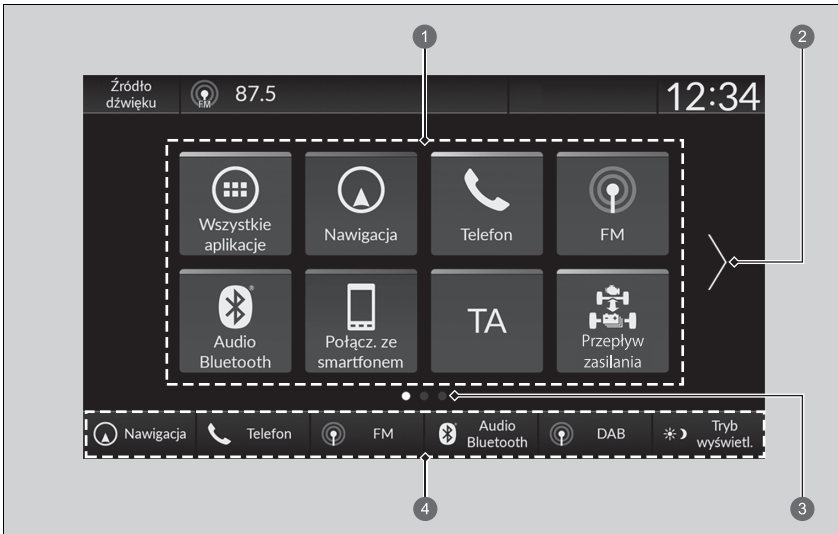 1
2
Źródło
dźwięku
FM
87.5
12:34
Wszystkie
aplikacje
Nawigacja
Telefon
FM
Audio
Bluetooth
Połącz. ze
smartfonem
TA
Przepływ
zasilania
Nawigacja
Telefon
FM
Audio
Bluetooth
DAB
Tryb
wyświetl.
4
3